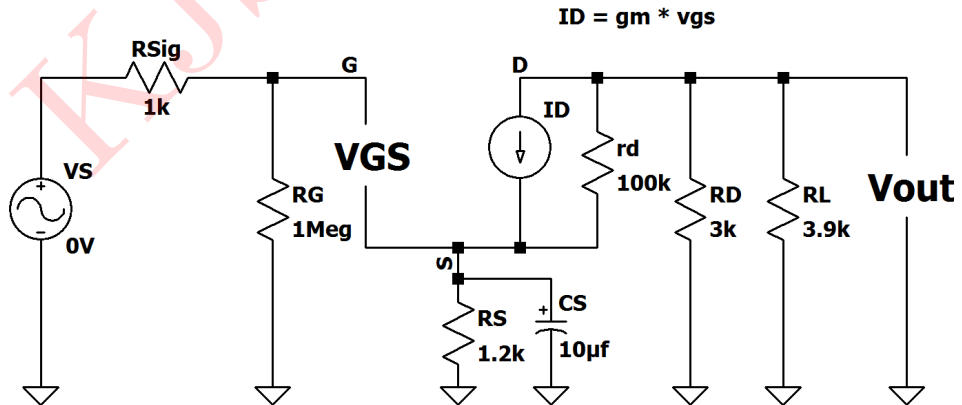 ID = gm * vgs
RSig
1k
G
D
ID
VGS
rd
100k
VS
0V
RG
1Meg
RD
3k
RL
3.9k
Vout
S
RS
1.2k
CS
10µf